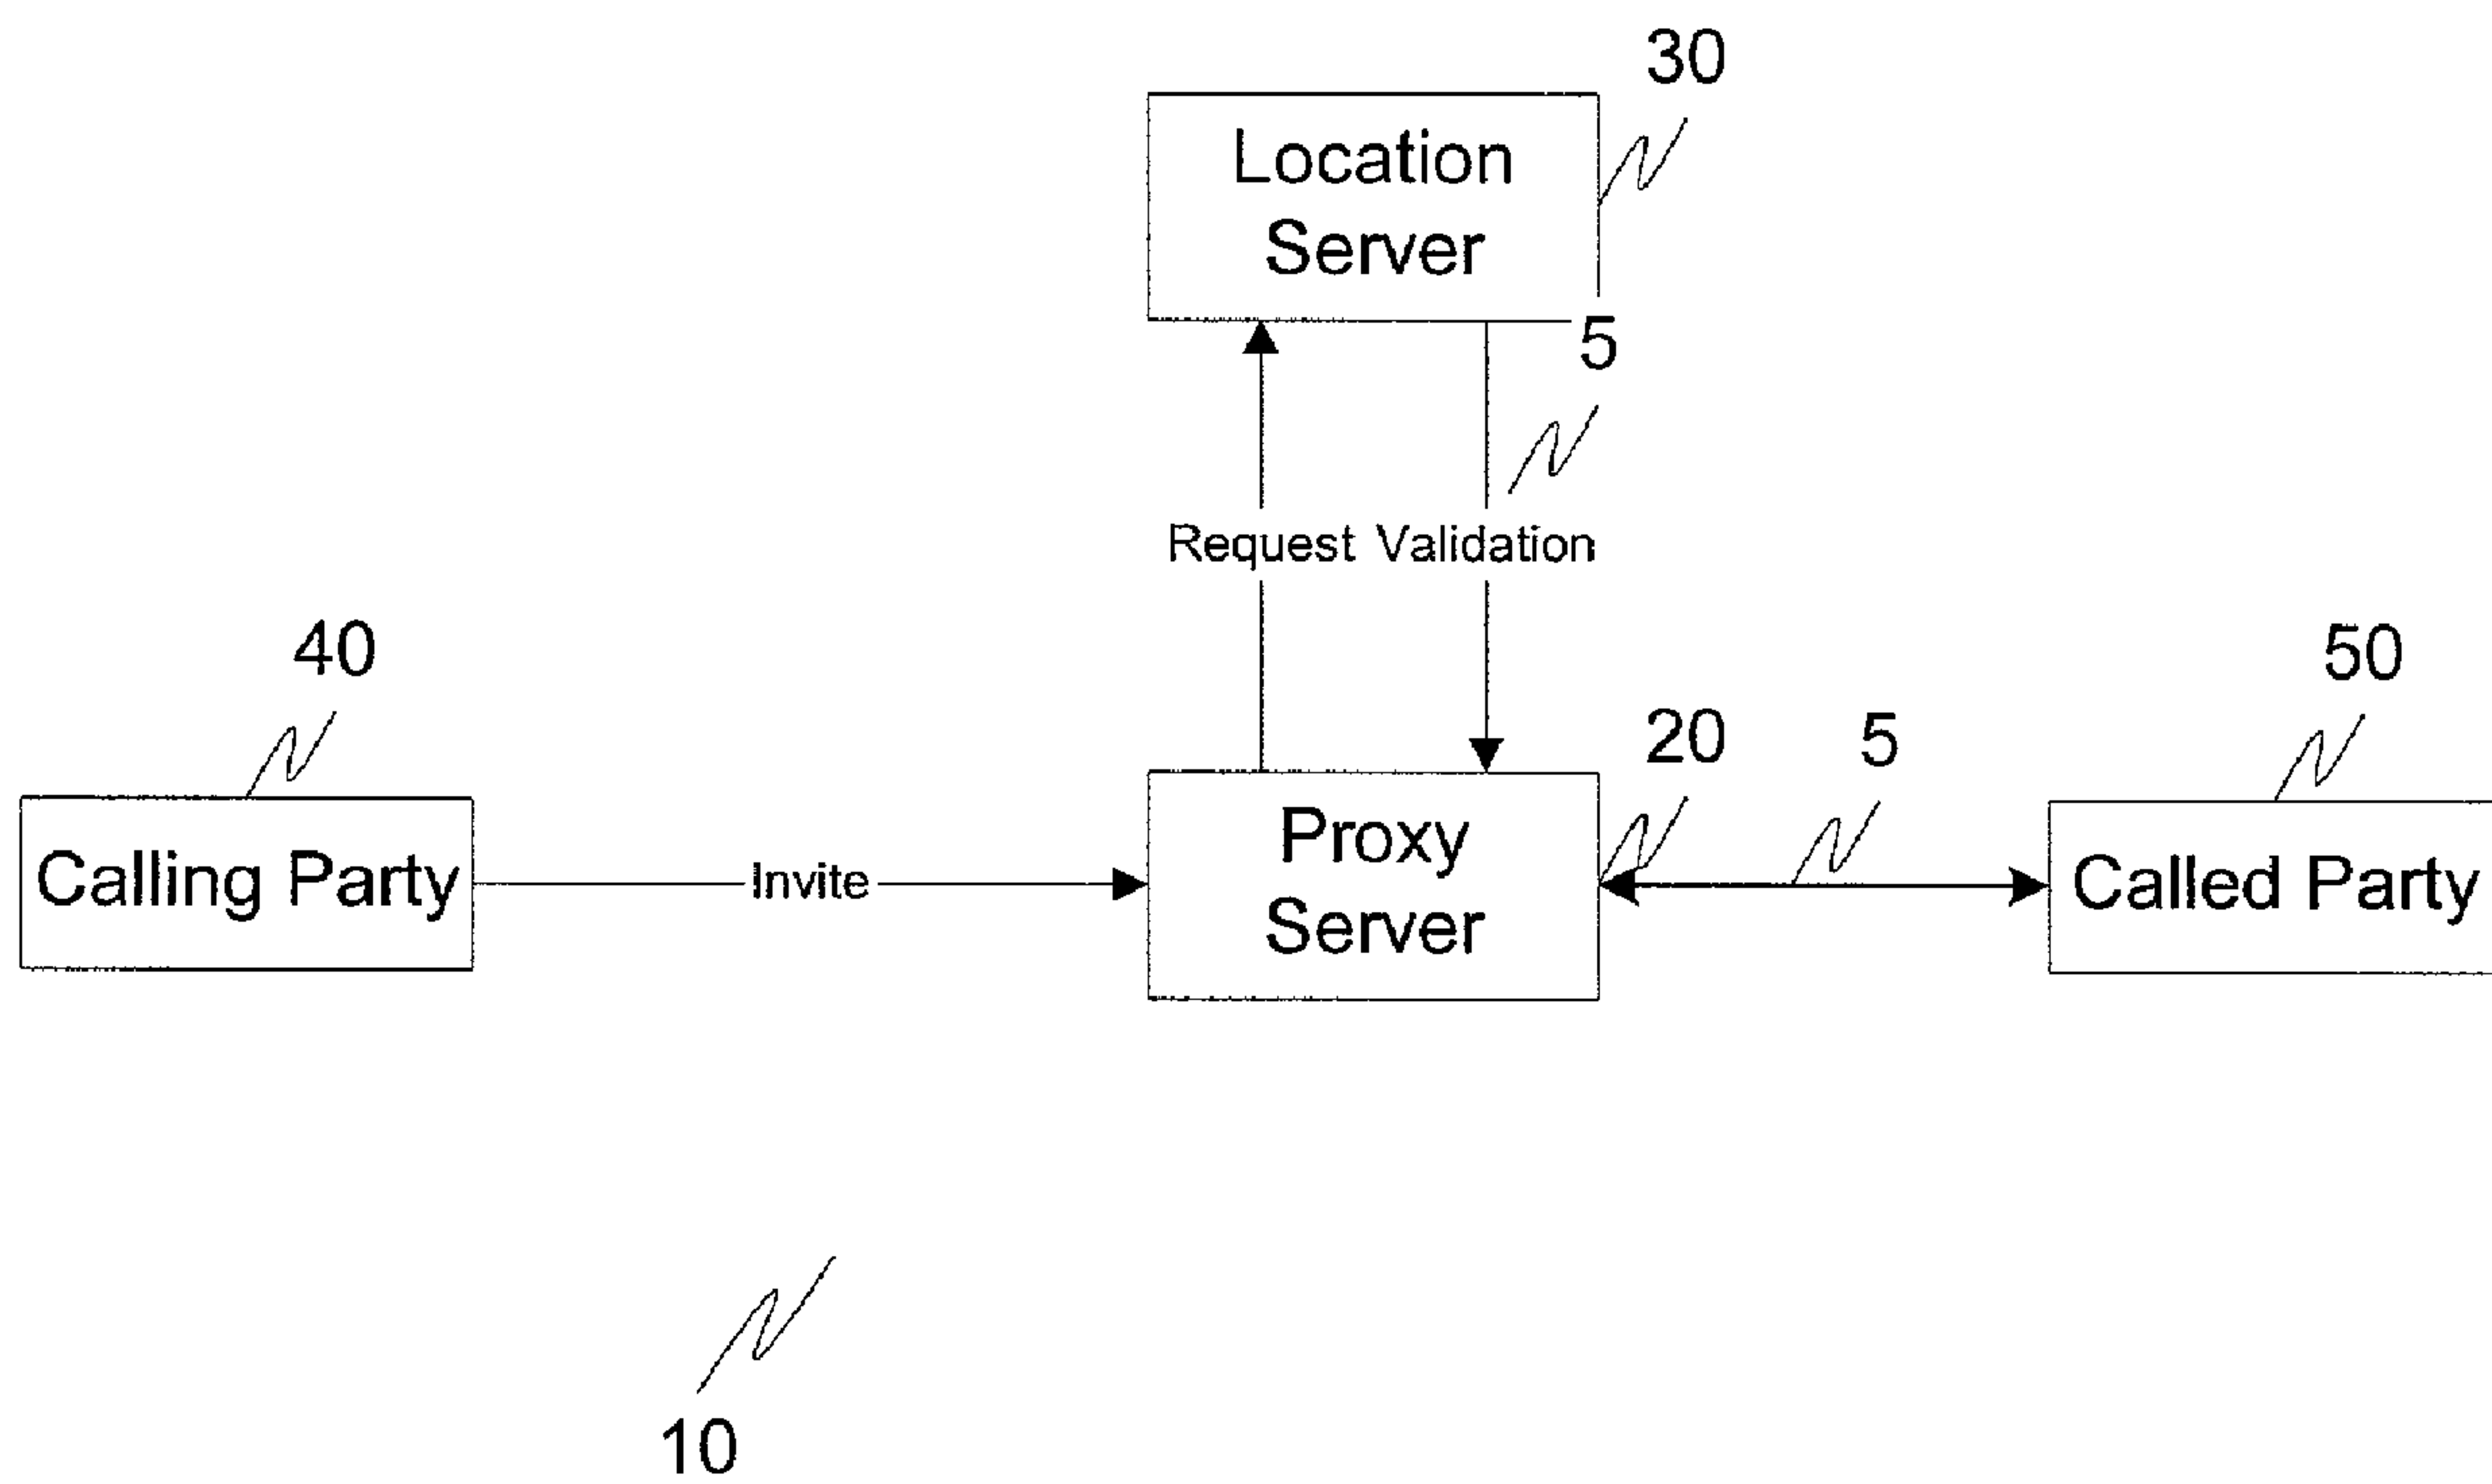 30
Location
Server
5
Request Validation
40
50
20
5
Calling Party
Invite
Proxy
Server
Called Party
10